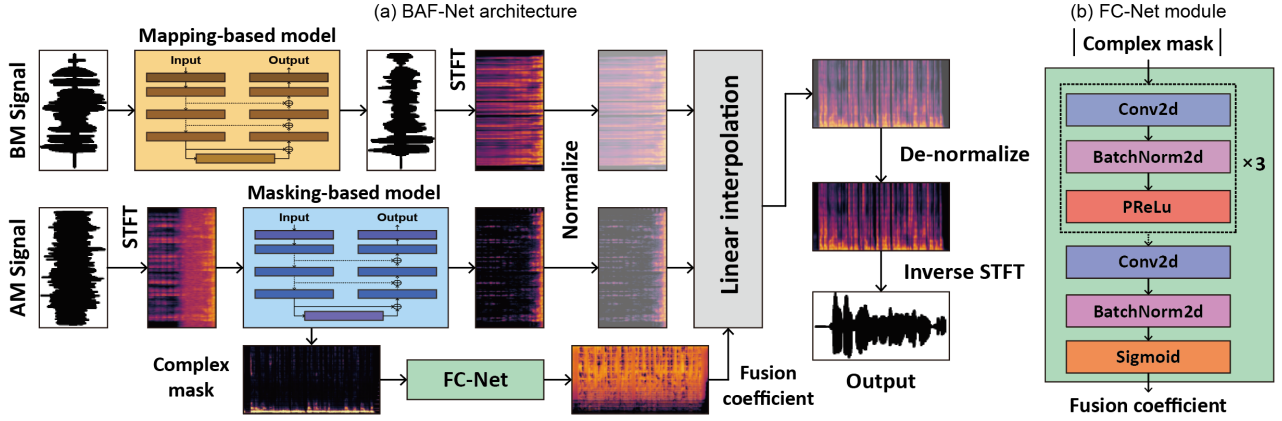 (a) BAF-Net architecture
BM Signal
Mapping-based model
Input
Output
STFT
Normalize
AM Signal
STFT
Masking-based model
Input
Output
Complex
mask
FC-Net
Fusion
coefficient
Linear interpolation
De-normalize
Inverse STFT
Output
(b) FC-Net module
| Complex mask |
Conv2d
BatchNorm2d
PReLu
×3
Conv2d
BatchNorm2d
Sigmoid
Fusion coefficient